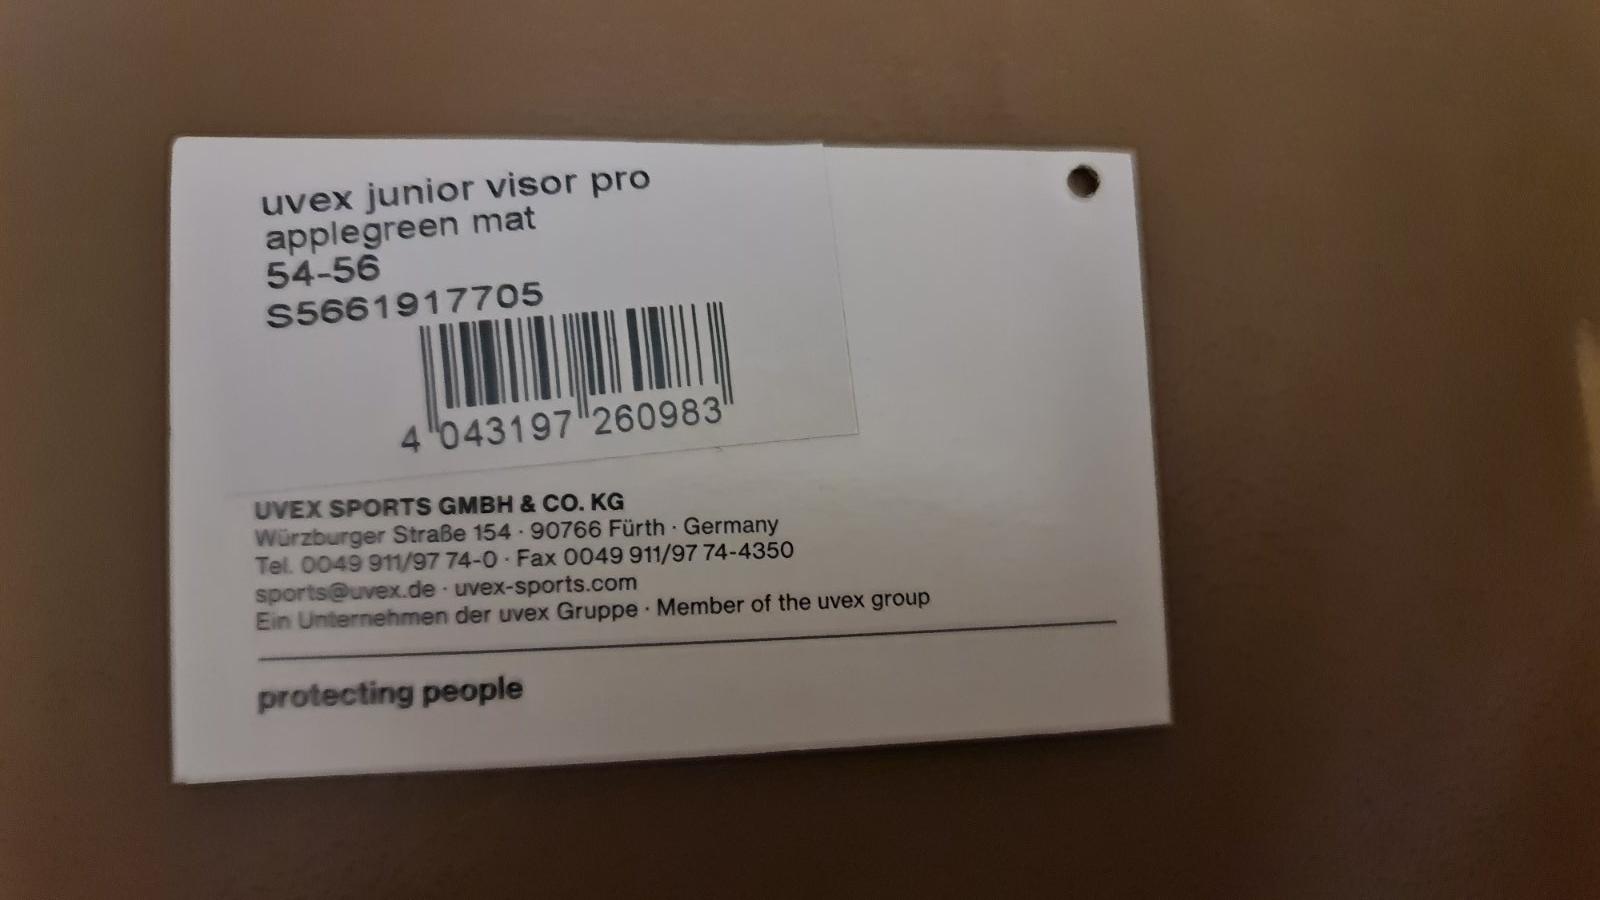 uvex junior visor pro
applegreen mat
54-56
S5661917705
4 043197 260983
UVEX SPORTS GMBH & CO. KG
Würzburger Straße 154 · 90766 Fürth · Germany
Tel. 0049 911/97 74-0 · Fax 0049 911/97 74-4350
sports@uvex.de · uvex-sports.com
Ein Unternehmen der uvex Gruppe · Member of the uvex group
protecting people